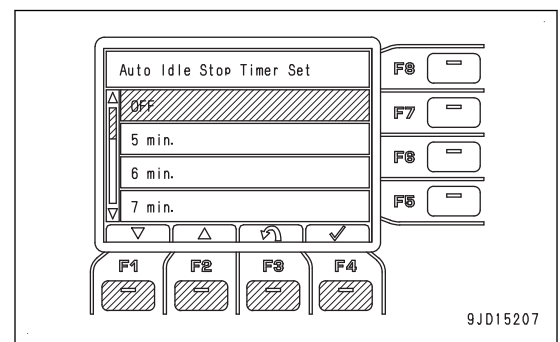 Auto Idle Stop Timer Set
OFF
5 min.
6 min.
7 min.
F8
F7
F6
F5
F1 F2 F3 F4
9JD15207